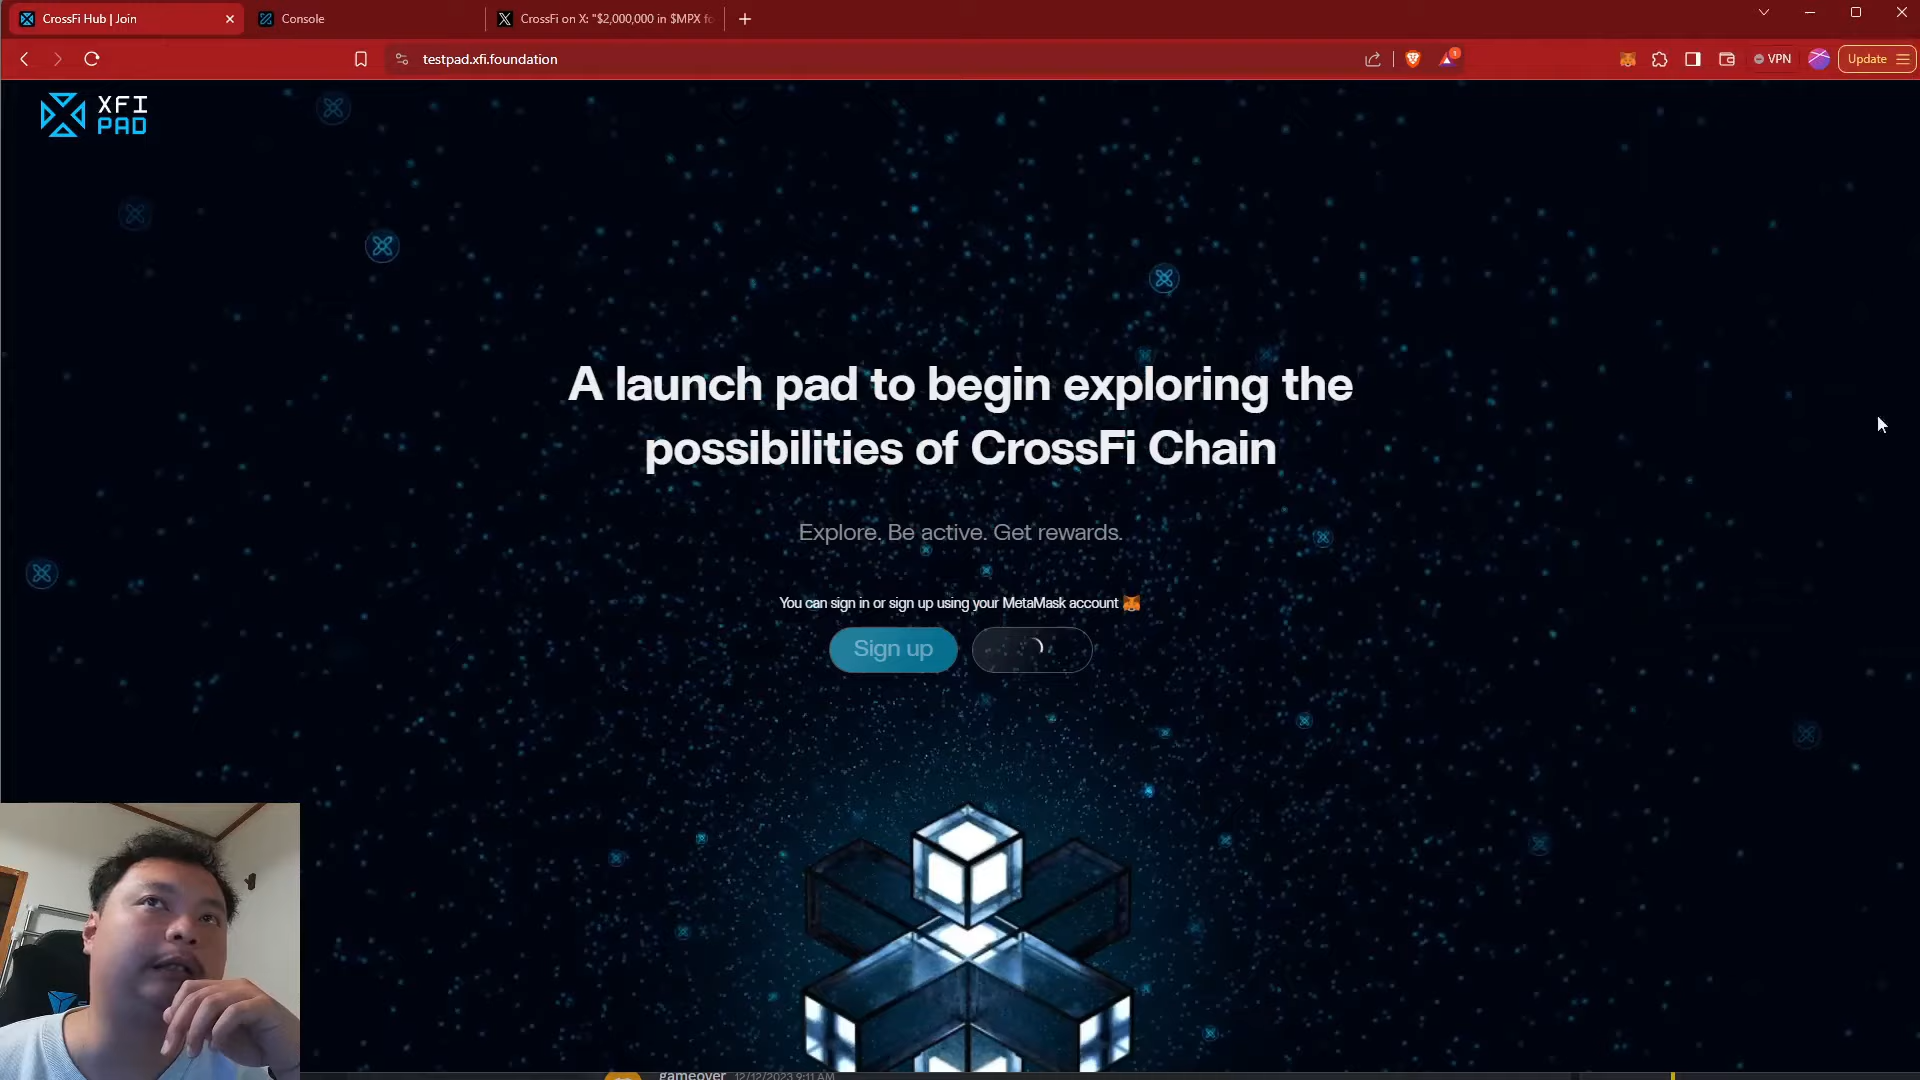 CrossFi Hub | Join
Console
CrossFi on X: "$2,000,000 in $MPX fo
testpad.xfi.foundation
1
VPN
Update
XFI
PAD
A launch pad to begin exploring the
possibilities of CrossFi Chain
Explore. Be active. Get rewards.
You can sign in or sign up using your MetaMask account
Sign up
gameover 12/12/2023 9:11 AM